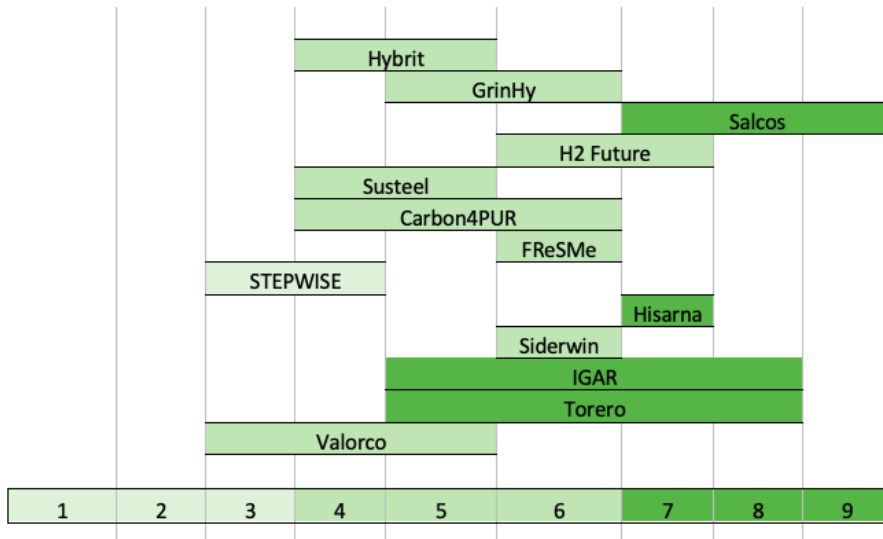 Hybrit
GrinHy
Salcos
H2 Future
Susteel
Carbon4PUR
FReSMe
STEPWISE
Hisarna
Siderwin
IGAR
Torero
Valorco
1 2 3 4 5 6 7 8 9